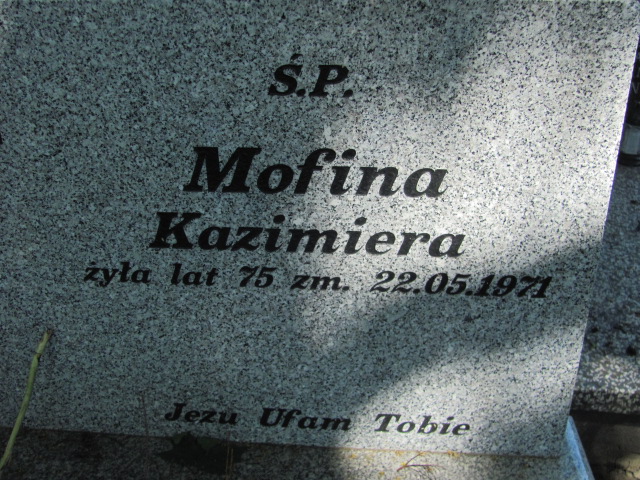 Ś.P.
Mofina
Kazimiera
żyła lat 75 zm. 22.05.1971
Jezu Ufam Tobie